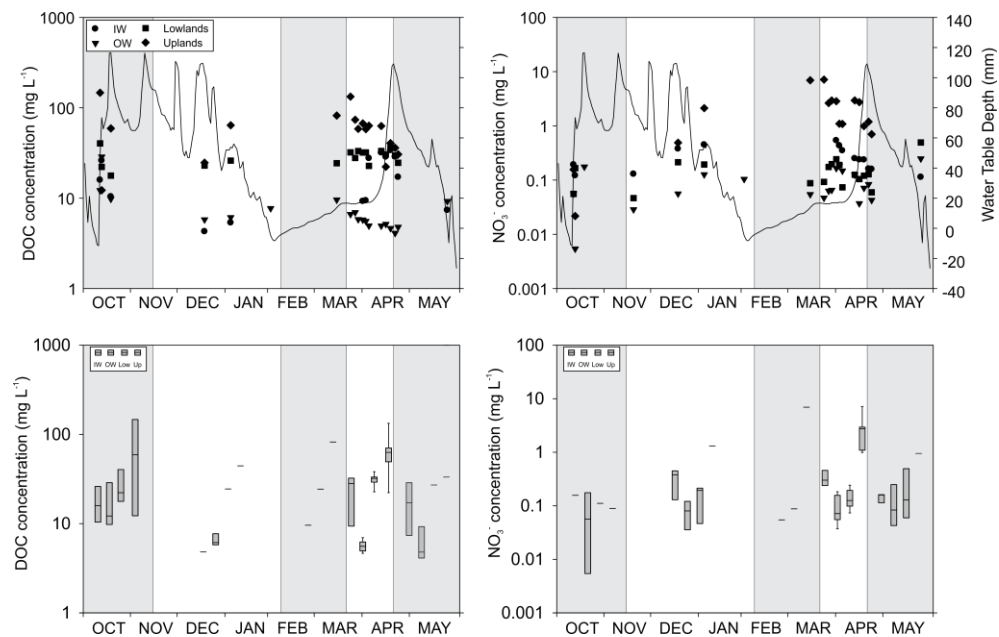 DOC concentration (mg L⁻¹)
1000
100
10
1
IW
OW
Lowlands
Uplands
OCT NOV DEC JAN FEB MAR APR MAY
NO₃⁻ concentration (mg L⁻¹)
100
10
1
0.1
0.01
0.001
OCT NOV DEC JAN FEB MAR APR MAY
Water Table Depth (mm)
140
120
100
80
60
40
20
0
-20
-40
DOC concentration (mg L⁻¹)
1000
100
10
1
IW OW Low Up
OCT NOV DEC JAN FEB MAR APR MAY
NO₃⁻ concentration (mg L⁻¹)
100
10
1
0.1
0.01
0.001
IW OW Low Up
OCT NOV DEC JAN FEB MAR APR MAY